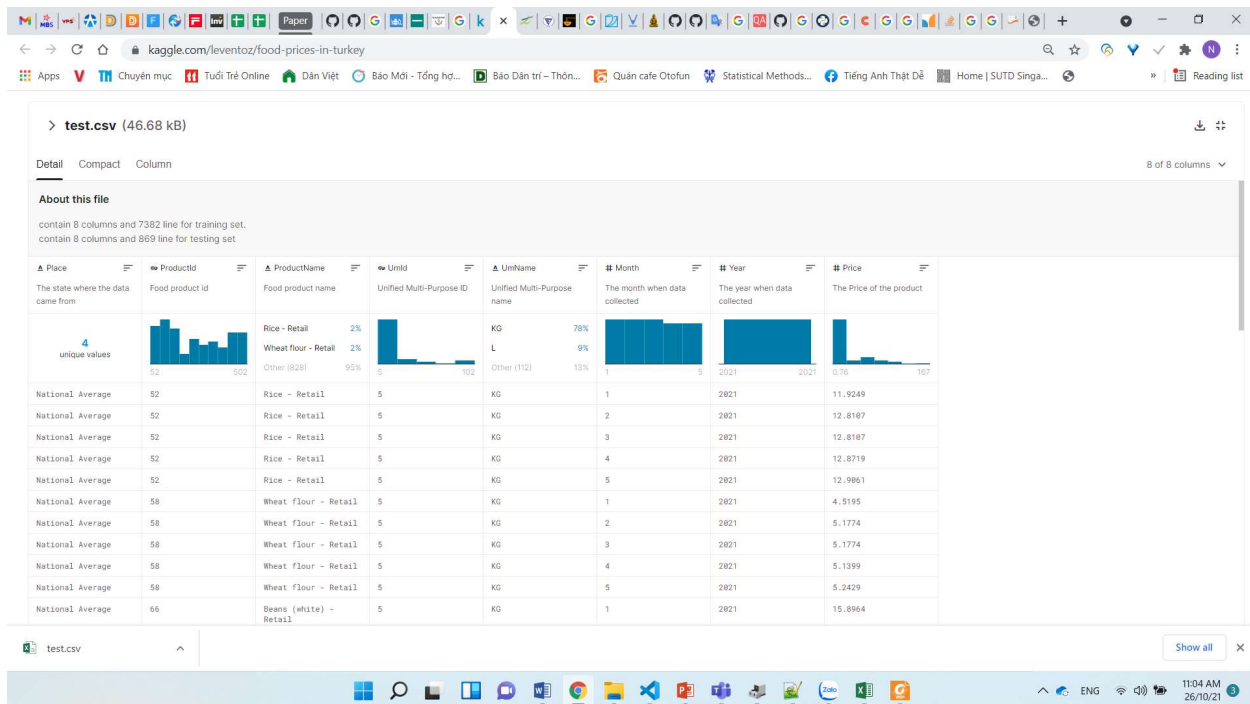 Paper
kaggle.com/leventoz/food-prices-in-turkey
N
Apps
Chuyên mục
Tuổi Trẻ Online
Dân Việt
Báo Mới - Tổng hợ...
Báo Dân trí – Thôn...
Quán cafe Otofun
Statistical Methods...
Tiếng Anh Thật Dễ
Home | SUTD Singa...
»
Reading list
test.csv (46.68 kB)
Detail Compact Column
8 of 8 columns
About this file
contain 8 columns and 7382 line for training set.
contain 8 columns and 869 line for testing set
Place ProductId ProductName UmId UmName Month Year Price
The state where the data came from
Food product id
Food product name
Unified Multi-Purpose ID
Unified Multi-Purpose name
The month when data collected
The year when data collected
The Price of the product
4
unique values
52 502
Rice - Retail 2%
Wheat flour - Retail 2%
Other (828) 95%
5 102
KG 78%
L 9%
Other (112) 13%
1 5
2021 2021
0.76 167
National Average 52 Rice - Retail 5 KG 1 2021 11.9249
National Average 52 Rice - Retail 5 KG 2 2021 12.8107
National Average 52 Rice - Retail 5 KG 3 2021 12.8107
National Average 52 Rice - Retail 5 KG 4 2021 12.8719
National Average 52 Rice - Retail 5 KG 5 2021 12.9061
National Average 58 Wheat flour - Retail 5 KG 1 2021 4.5195
National Average 58 Wheat flour - Retail 5 KG 2 2021 5.1774
National Average 58 Wheat flour - Retail 5 KG 3 2021 5.1774
National Average 58 Wheat flour - Retail 5 KG 4 2021 5.1399
National Average 58 Wheat flour - Retail 5 KG 5 2021 5.2429
National Average 66 Beans (white) - Retail 5 KG 1 2021 15.8964
test.csv
Show all
ENG
11:04 AM
26/10/21
3